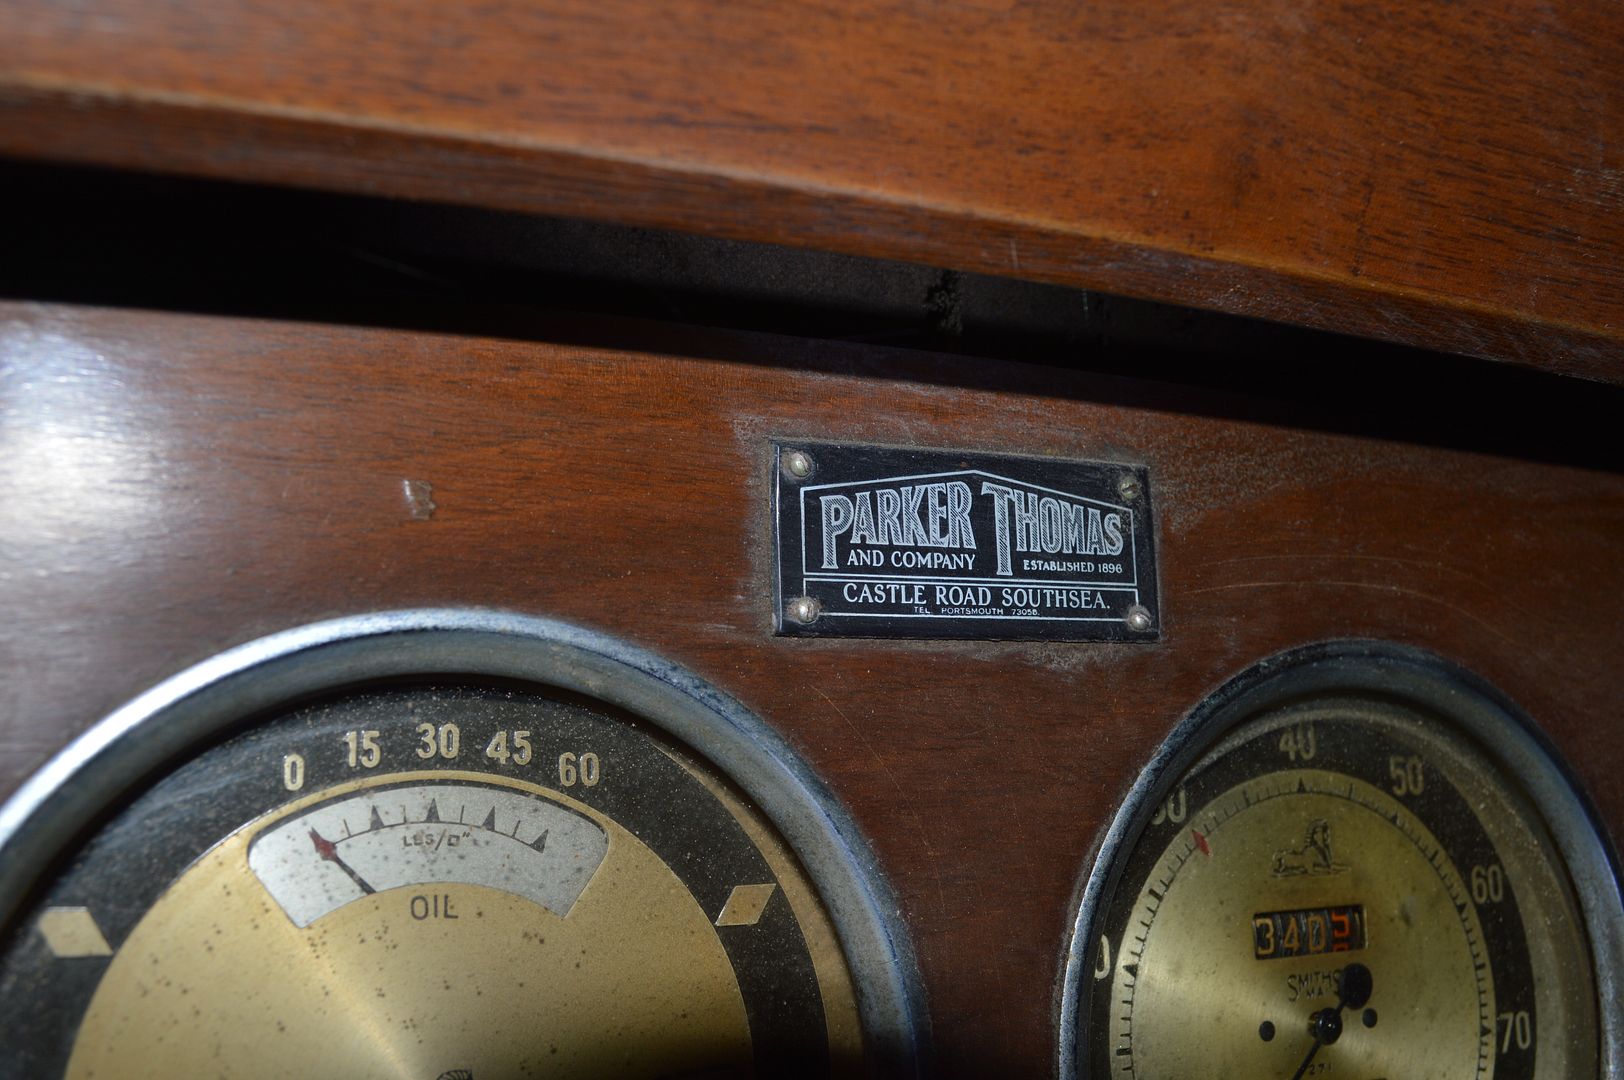 PARKER THOMAS
AND COMPANY ESTABLISHED 1896
CASTLE ROAD SOUTHSEA.
TEL. PORTSMOUTH 73058.
0 15 30 45 60
LBS/□"
OIL
40 50 60 70
3405
SMITHS